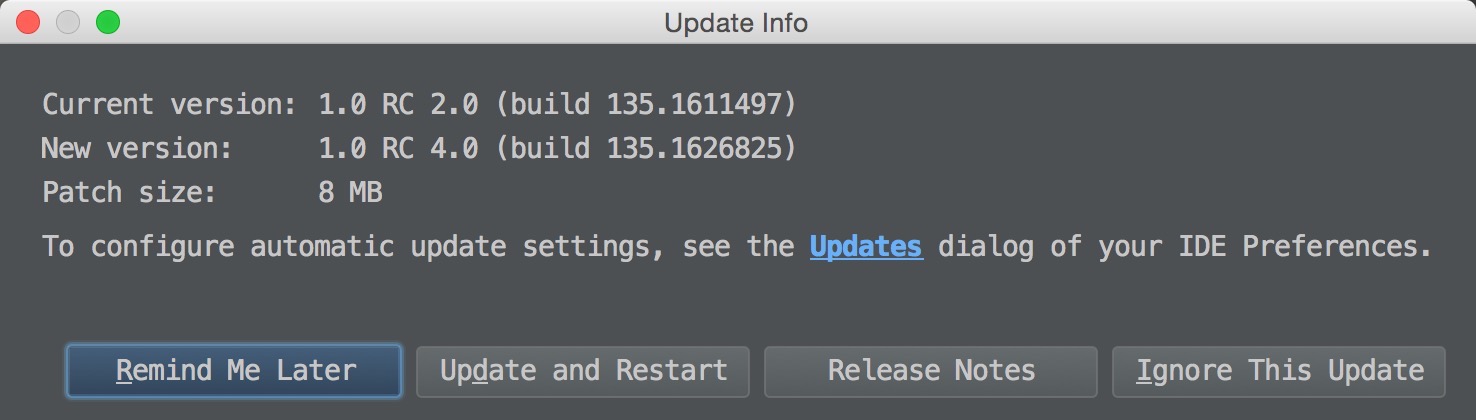 Update Info
Current version: 1.0 RC 2.0 (build 135.1611497)
New version: 1.0 RC 4.0 (build 135.1626825)
Patch size: 8 MB
To configure automatic update settings, see the Updates dialog of your IDE Preferences.
Remind Me Later Update and Restart Release Notes Ignore This Update